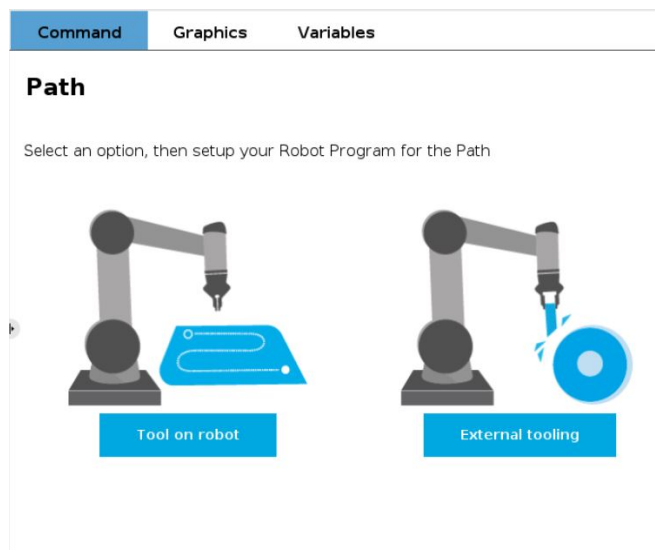 Command Graphics Variables
Path
Select an option, then setup your Robot Program for the Path
Tool on robot External tooling